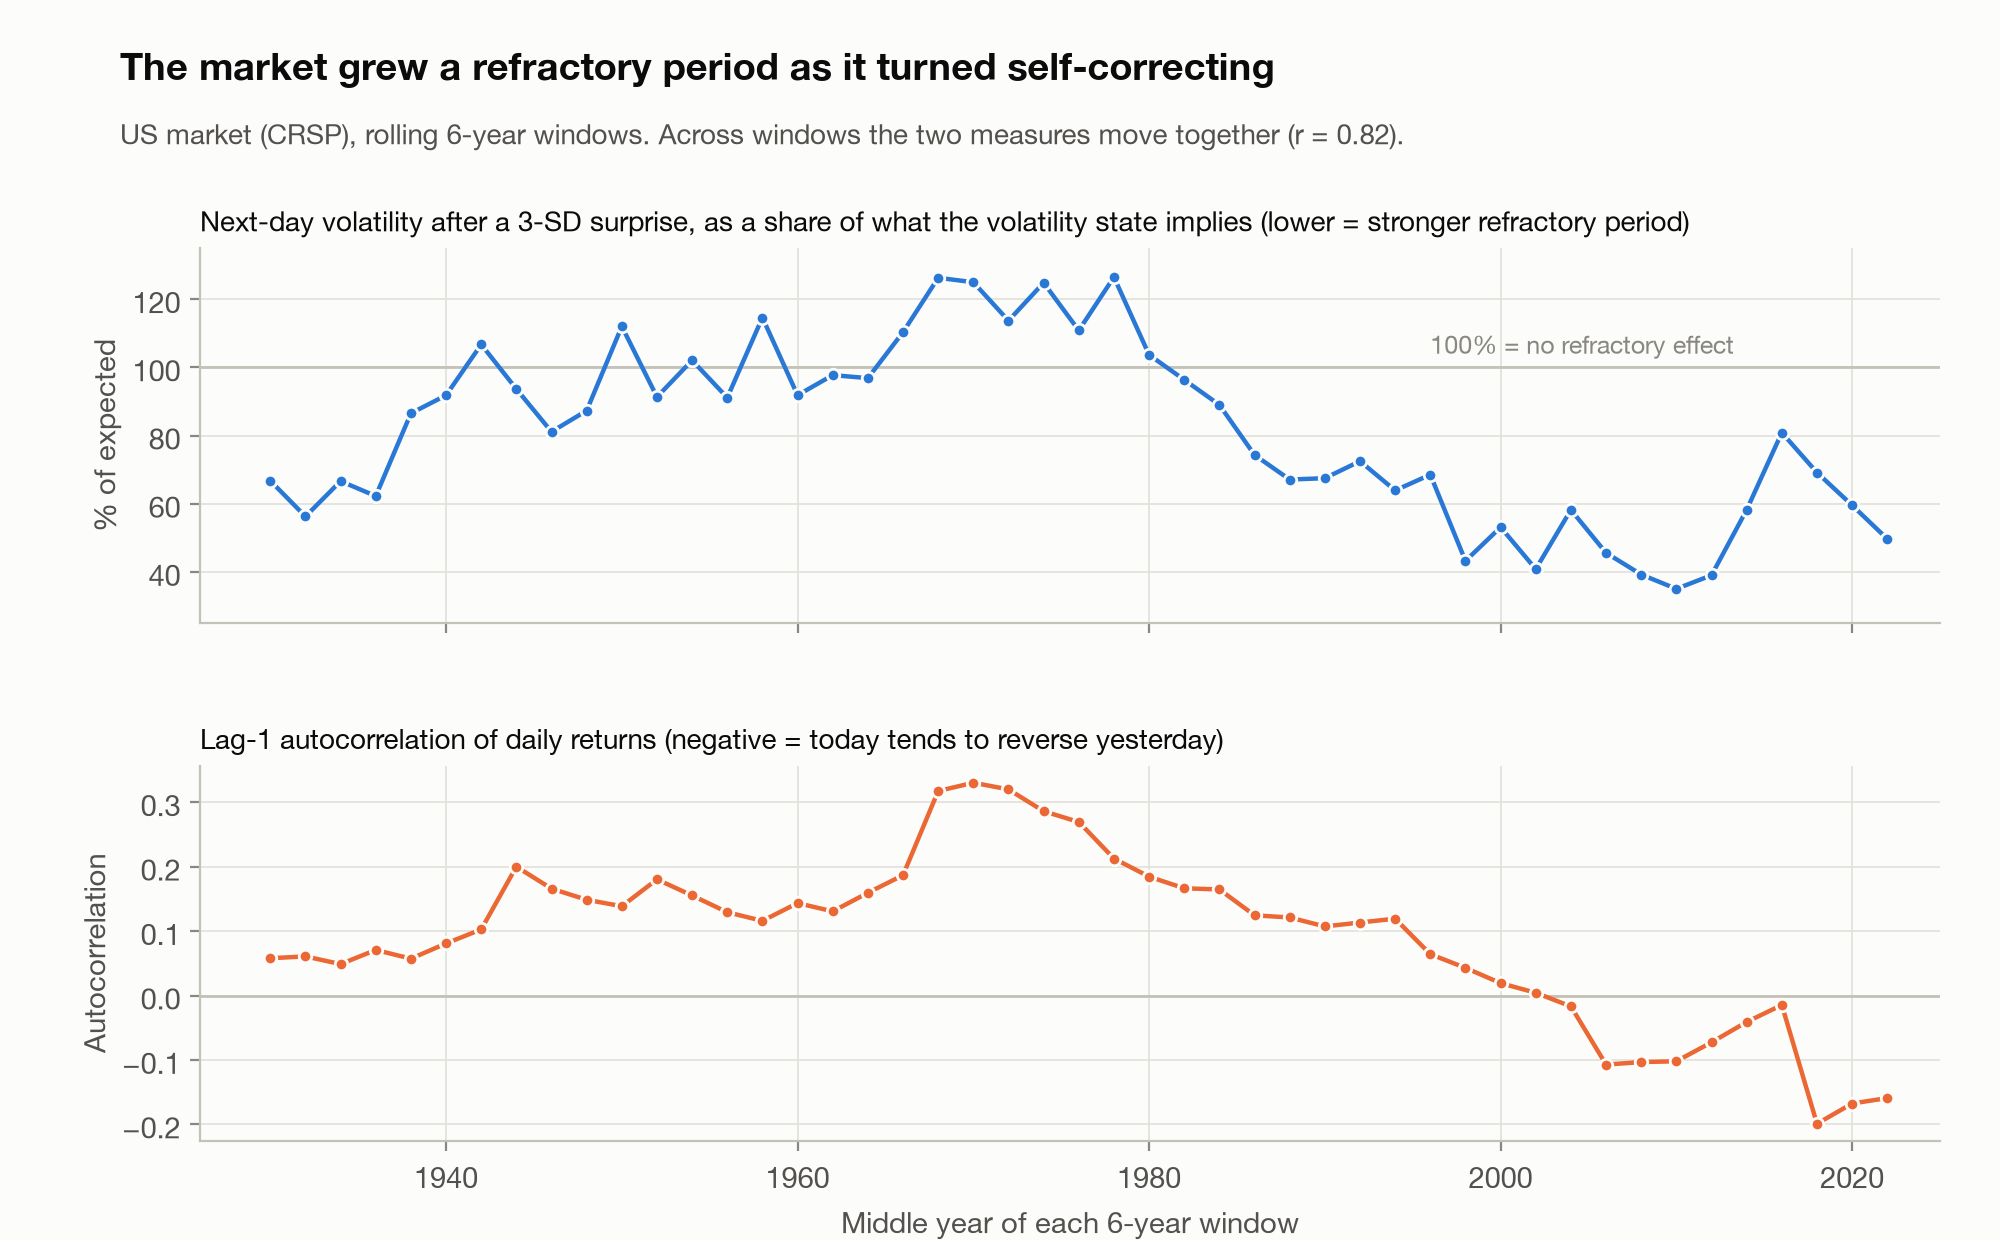 The market grew a refractory period as it turned self-correcting
US market (CRSP), rolling 6-year windows. Across windows the two measures move together (r = 0.82).
Next-day volatility after a 3-SD surprise, as a share of what the volatility state implies (lower = stronger refractory period)
% of expected
120
100
80
60
40
100% = no refractory effect
Lag-1 autocorrelation of daily returns (negative = today tends to reverse yesterday)
Autocorrelation
0.3
0.2
0.1
0.0
−0.1
−0.2
1940 1960 1980 2000 2020
Middle year of each 6-year window